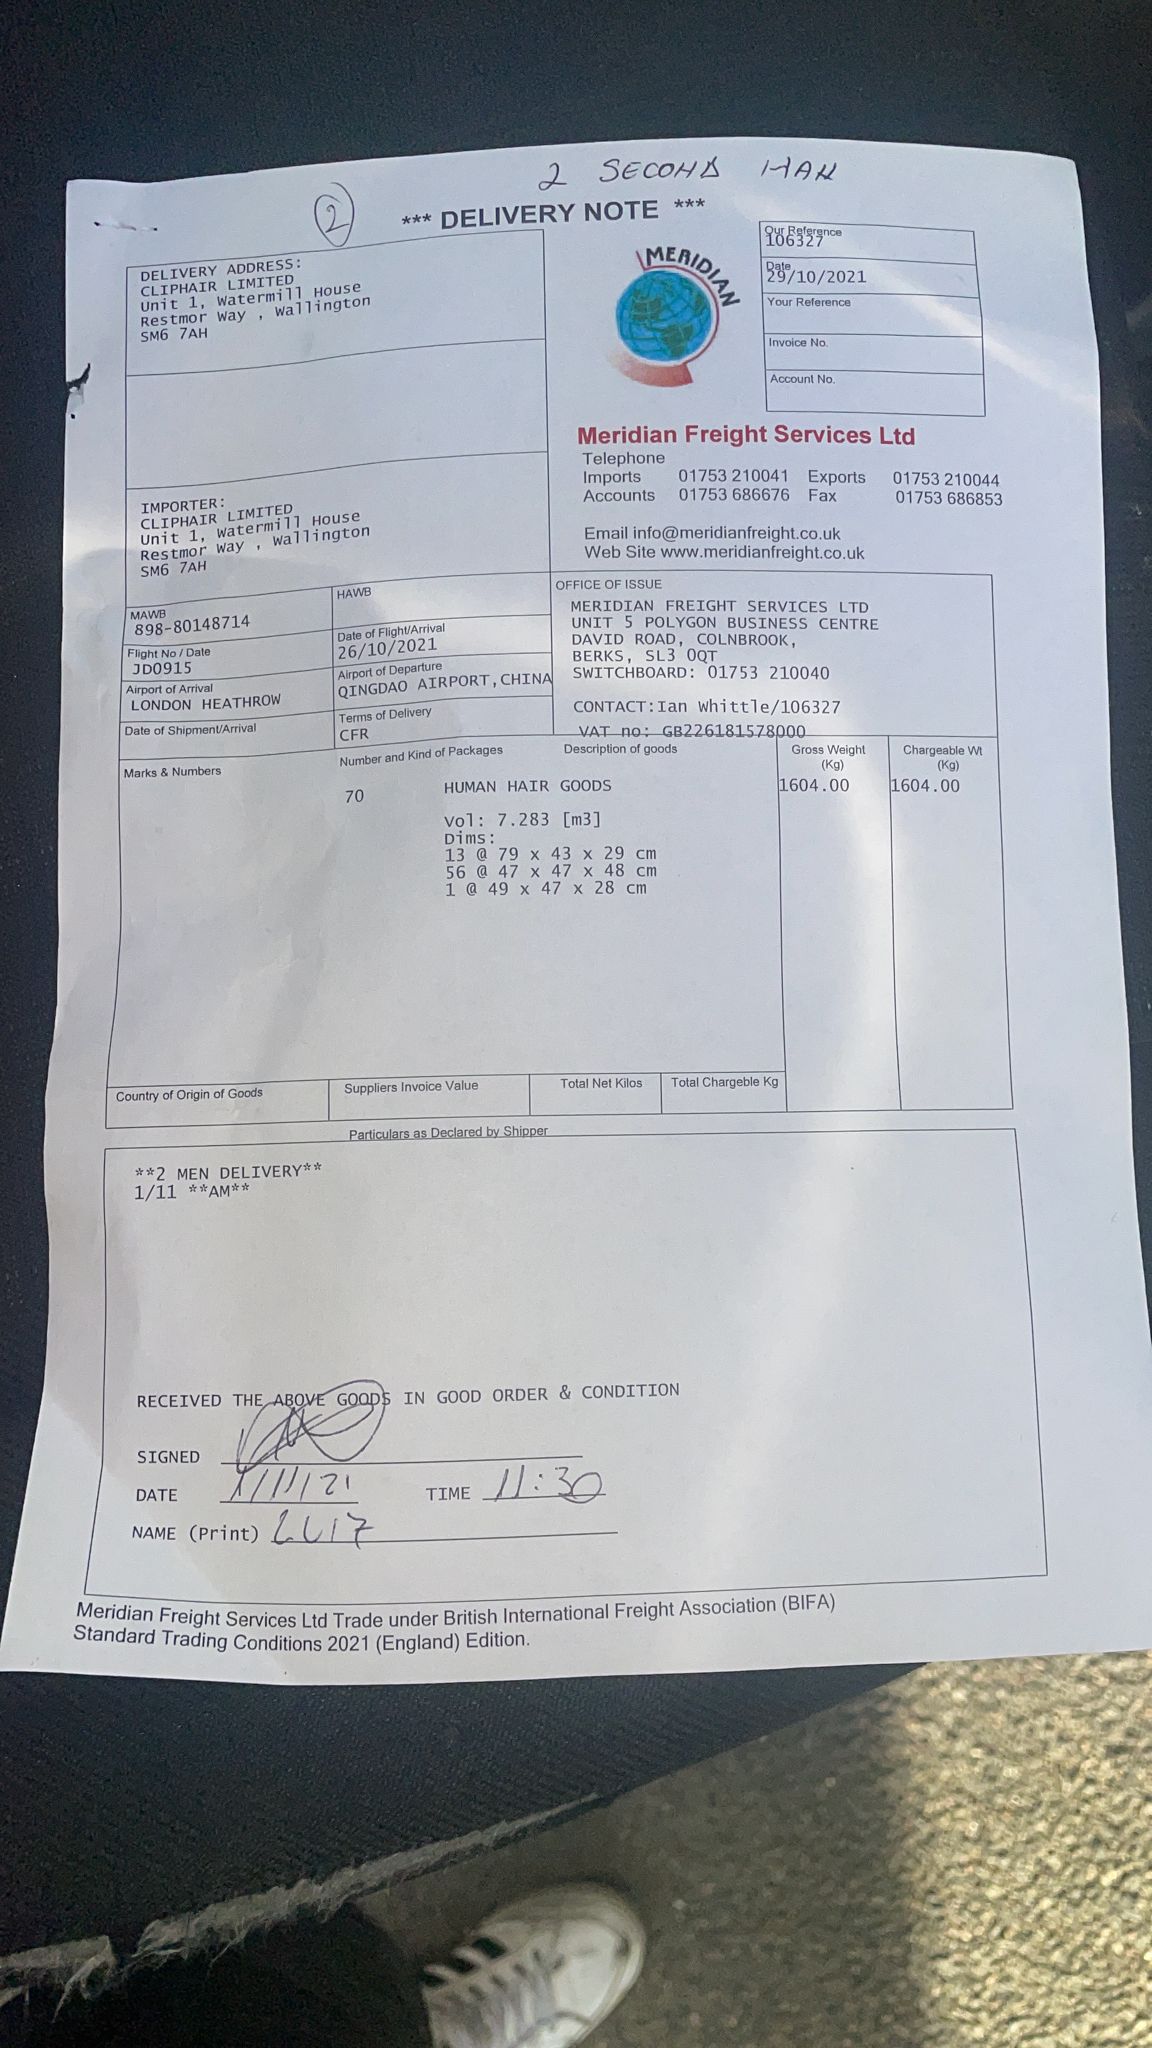 2 SECOND MAN
2
*** DELIVERY NOTE ***
DELIVERY ADDRESS:
CLIPHAIR LIMITED
Unit 1, Watermill House
Restmor Way , Wallington
SM6 7AH
MERIDIAN
Our Reference
106327
Date
29/10/2021
Your Reference
Invoice No.
Account No.
Meridian Freight Services Ltd
Telephone
Imports 01753 210041 Exports 01753 210044
Accounts 01753 686676 Fax 01753 686853
Email info@meridianfreight.co.uk
Web Site www.meridianfreight.co.uk
IMPORTER:
CLIPHAIR LIMITED
Unit 1, Watermill House
Restmor Way , Wallington
SM6 7AH
MAWB
898-80148714
HAWB
Flight No / Date
JD0915
Date of Flight/Arrival
26/10/2021
Airport of Arrival
LONDON HEATHROW
Airport of Departure
QINGDAO AIRPORT,CHINA
Date of Shipment/Arrival
Terms of Delivery
CFR
OFFICE OF ISSUE
MERIDIAN FREIGHT SERVICES LTD
UNIT 5 POLYGON BUSINESS CENTRE
DAVID ROAD, COLNBROOK,
BERKS, SL3 0QT
SWITCHBOARD: 01753 210040
CONTACT:Ian Whittle/106327
VAT no: GB226181578000
Marks & Numbers
Number and Kind of Packages
Description of goods
Gross Weight
(Kg)
Chargeable Wt
(Kg)
70 HUMAN HAIR GOODS 1604.00 1604.00
Vol: 7.283 [m3]
Dims:
13 @ 79 x 43 x 29 cm
56 @ 47 x 47 x 48 cm
1 @ 49 x 47 x 28 cm
Country of Origin of Goods
Suppliers Invoice Value
Total Net Kilos
Total Chargeble Kg
Particulars as Declared by Shipper
**2 MEN DELIVERY**
1/11 **AM**
RECEIVED THE ABOVE GOODS IN GOOD ORDER & CONDITION
SIGNED
DATE 1/11/21 TIME 11:30
NAME (Print)
Meridian Freight Services Ltd Trade under British International Freight Association (BIFA)
Standard Trading Conditions 2021 (England) Edition.